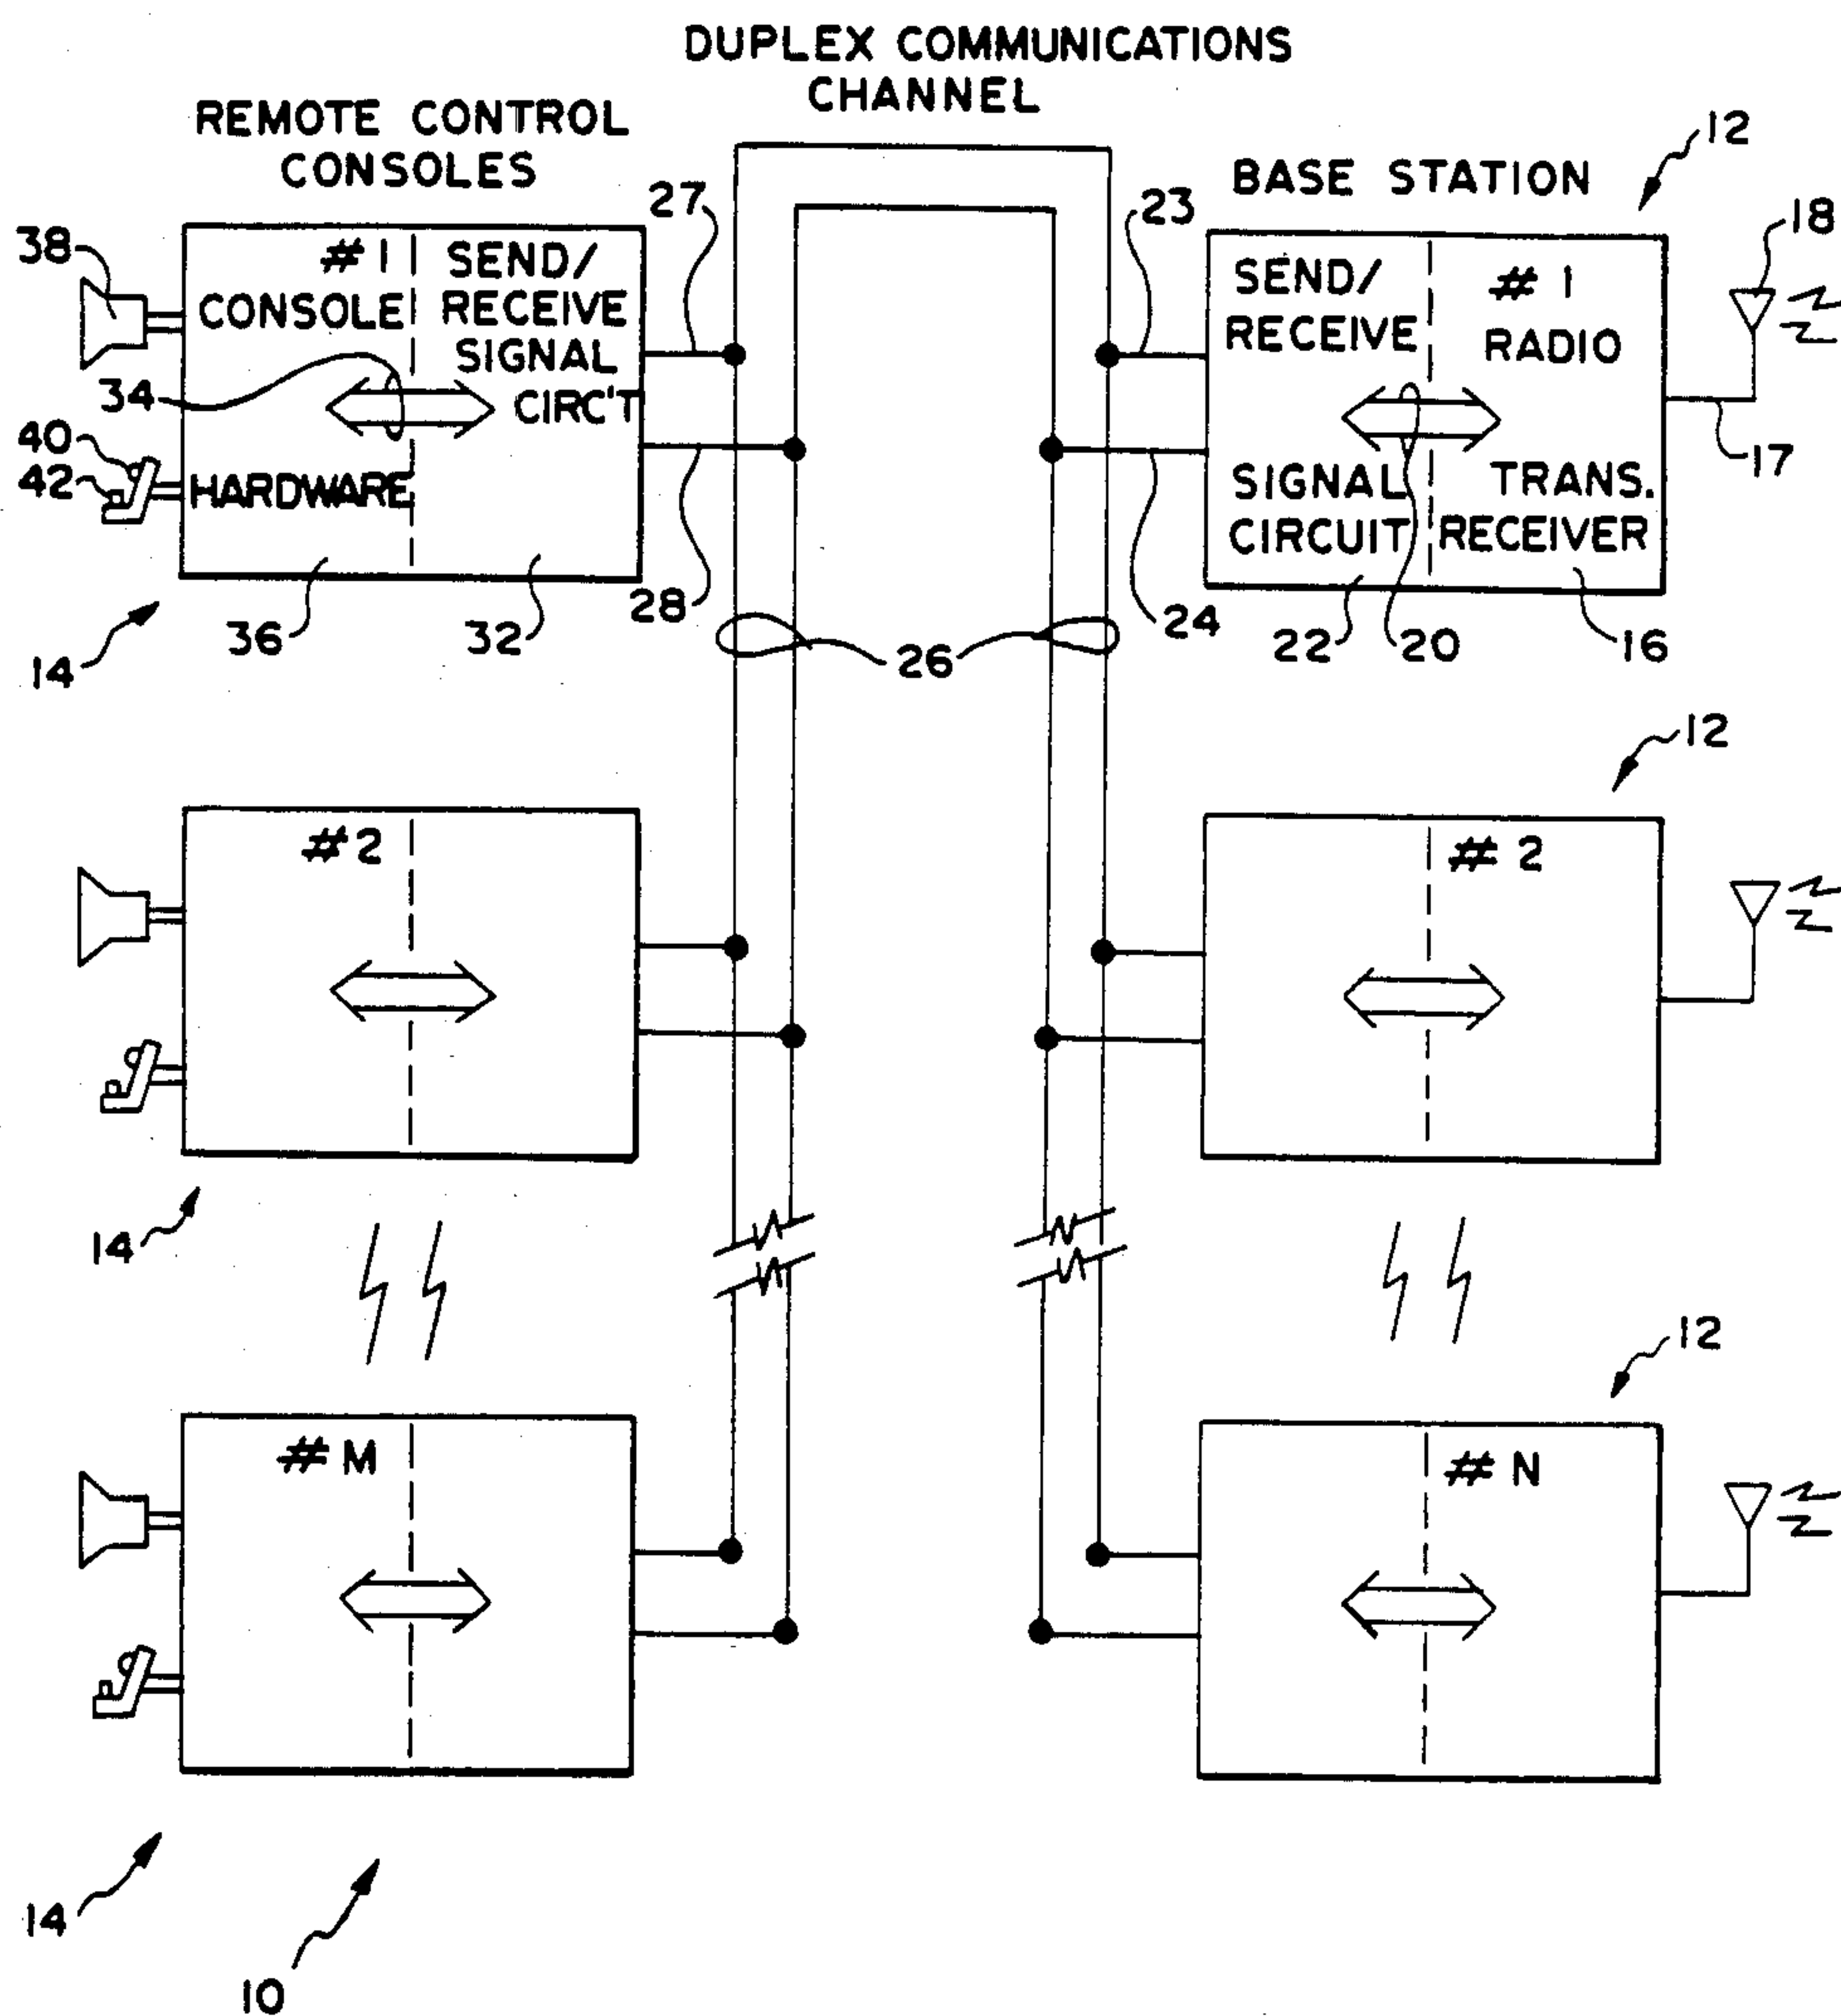 DUPLEX COMMUNICATIONS
CHANNEL
REMOTE CONTROL
CONSOLES
BASE STATION
12
27
23
18
38
#1
CONSOLE
HARDWARE
SEND/
RECEIVE
SIGNAL
CIRC'T
SEND/
RECEIVE
SIGNAL
CIRCUIT
#1
RADIO
TRANS.
RECEIVER
34
40
42
17
28
24
14
36
32
26
22
20
16
12
#2
#2
14
12
#M
#N
14
10